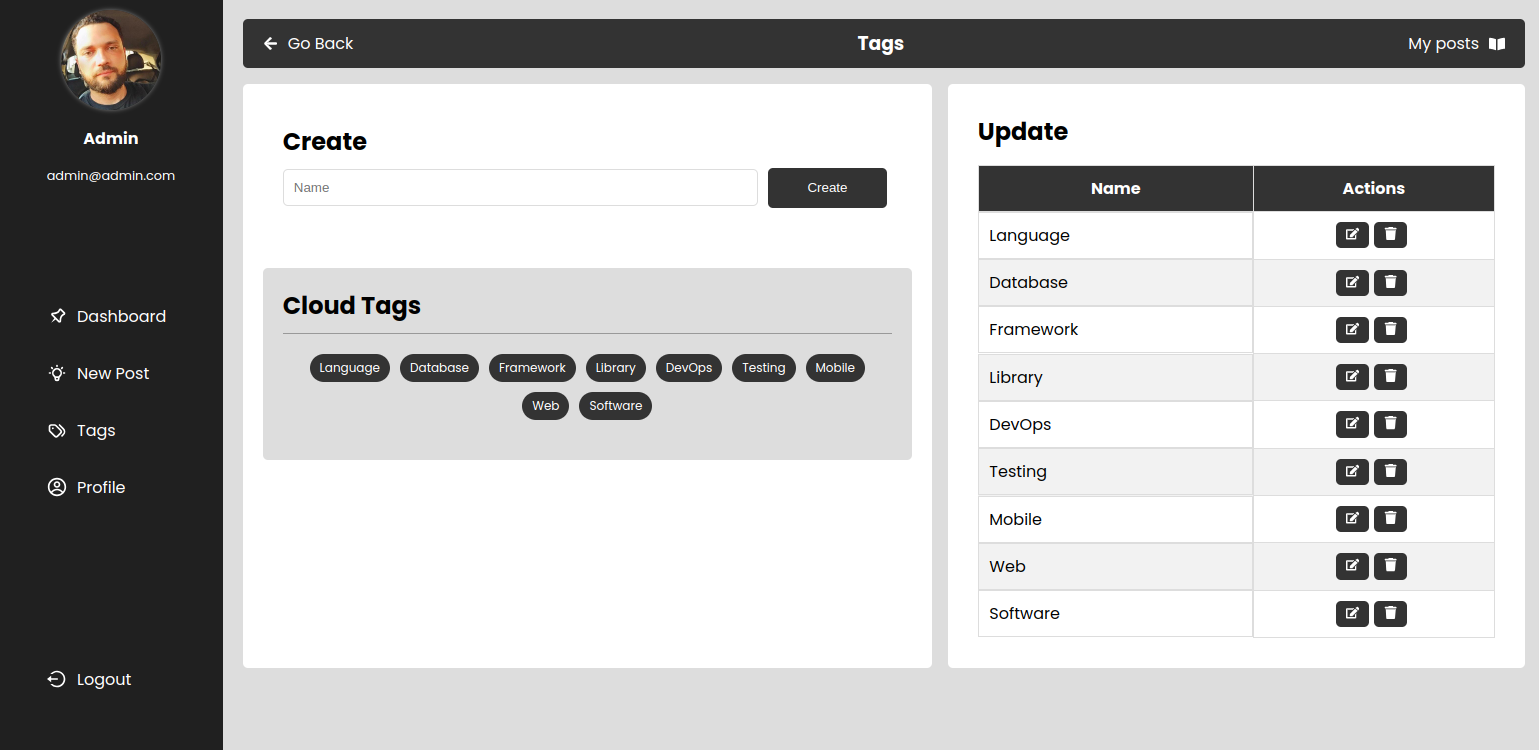 Admin
admin@admin.com
Dashboard
New Post
Tags
Profile
Logout
Go Back
Tags
My posts
Create
Name
Create
Cloud Tags
Language Database Framework Library DevOps Testing Mobile
Web Software
Update
Name Actions
Language
Database
Framework
Library
DevOps
Testing
Mobile
Web
Software